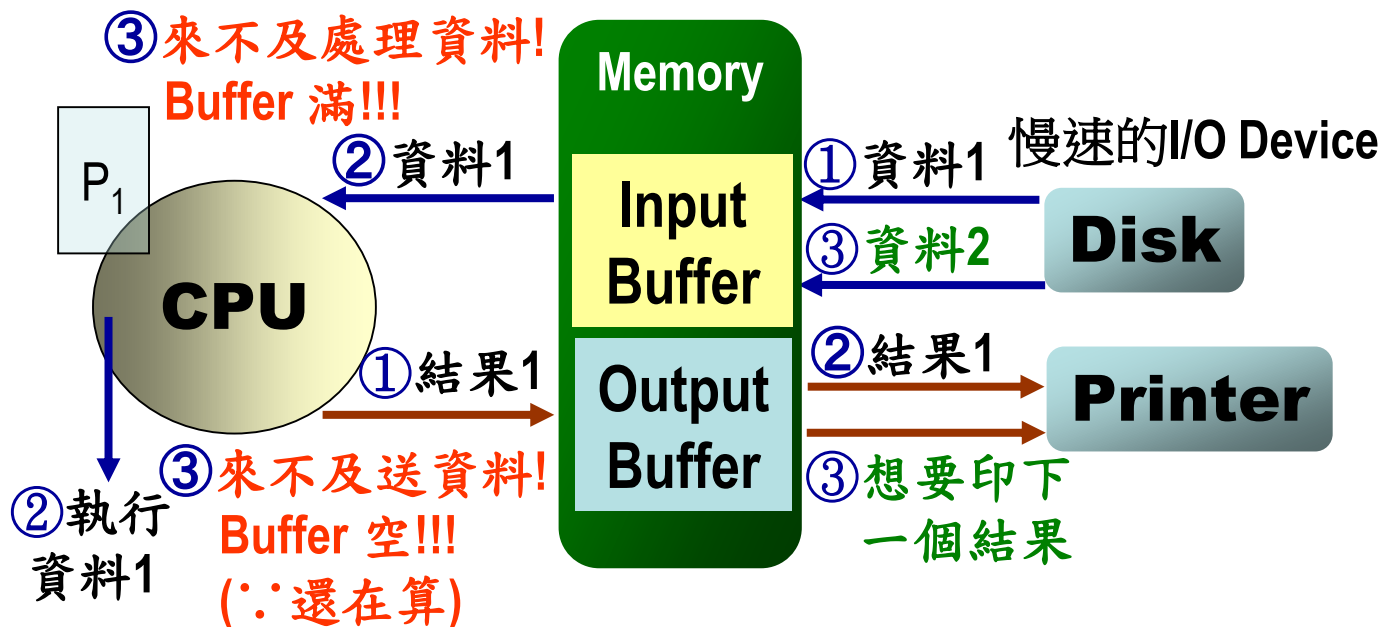 ③來不及處理資料!
Buffer 滿!!!
P1
CPU
②資料1
①結果1
②執行
資料1
③來不及送資料!
Buffer 空!!!
(∵還在算)
Memory
Input
Buffer
Output
Buffer
慢速的I/O Device
①資料1
③資料2
Disk
②結果1
Printer
③想要印下
一個結果